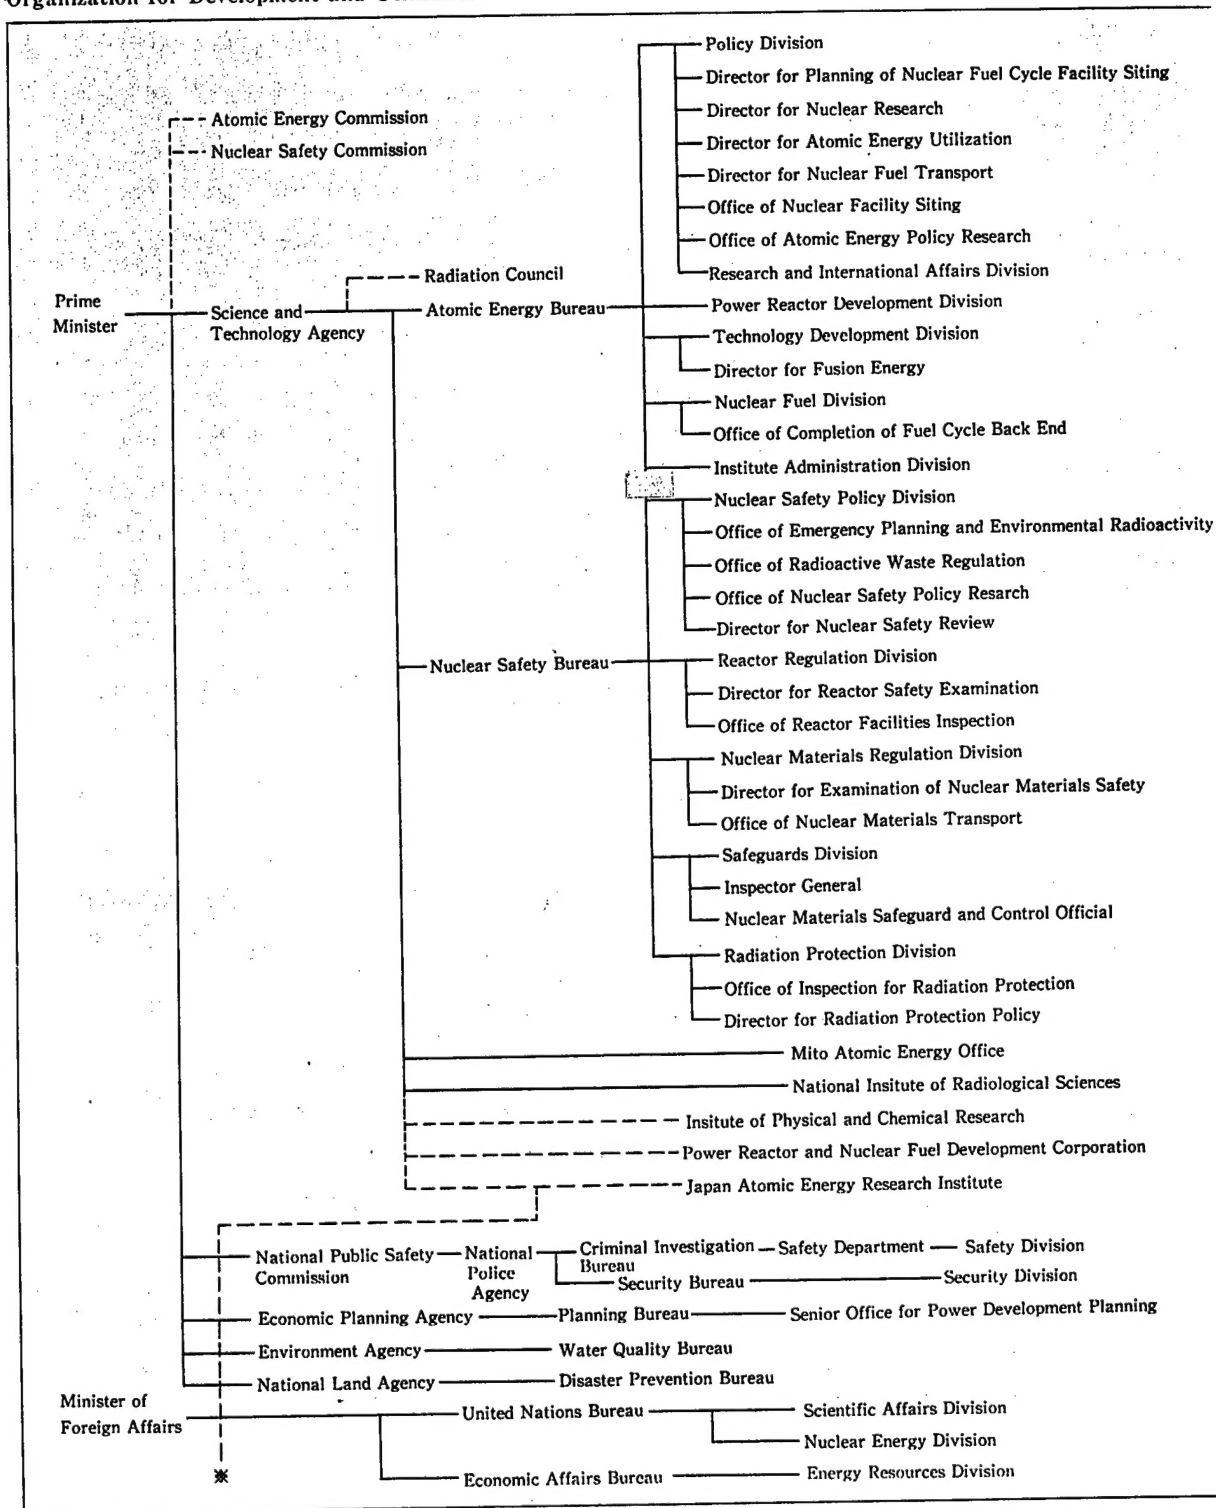 Organization for Development and
Policy Division
Director for Planning of Nuclear Fuel Cycle Facility Siting
Director for Nuclear Research
Atomic Energy Commission
Director for Atomic Energy Utilization
Nuclear Safety Commission
Director for Nuclear Fuel Transport
Office of Nuclear Facility Siting
Office of Atomic Energy Policy Research
Radiation Council
Research and International Affairs Division
Prime
Minister
Science and
Technology Agency
Atomic Energy Bureau
Power Reactor Development Division
Technology Development Division
Director for Fusion Energy
Nuclear Fuel Division
Office of Completion of Fuel Cycle Back End
Institute Administration Division
Nuclear Safety Policy Division
Office of Emergency Planning and Environmental Radioactivity
Office of Radioactive Waste Regulation
Office of Nuclear Safety Policy Resarch
Director for Nuclear Safety Review
Nuclear Safety Bureau
Reactor Regulation Division
Director for Reactor Safety Examination
Office of Reactor Facilities Inspection
Nuclear Materials Regulation Division
Director for Examination of Nuclear Materials Safety
Office of Nuclear Materials Transport
Safeguards Division
Inspector General
Nuclear Materials Safeguard and Control Official
Radiation Protection Division
Office of Inspection for Radiation Protection
Director for Radiation Protection Policy
Mito Atomic Energy Office
National Insitute of Radiological Sciences
Insitute of Physical and Chemical Research
Power Reactor and Nuclear Fuel Development Corporation
Japan Atomic Energy Research Institute
National Public Safety
Commission
National
Police
Agency
Criminal Investigation
Bureau
Safety Department
Safety Division
Security Bureau
Security Division
Economic Planning Agency
Planning Bureau
Senior Office for Power Development Planning
Environment Agency
Water Quality Bureau
National Land Agency
Disaster Prevention Bureau
Minister of
Foreign Affairs
United Nations Bureau
Scientific Affairs Division
Nuclear Energy Division
Economic Affairs Bureau
Energy Resources Division
※